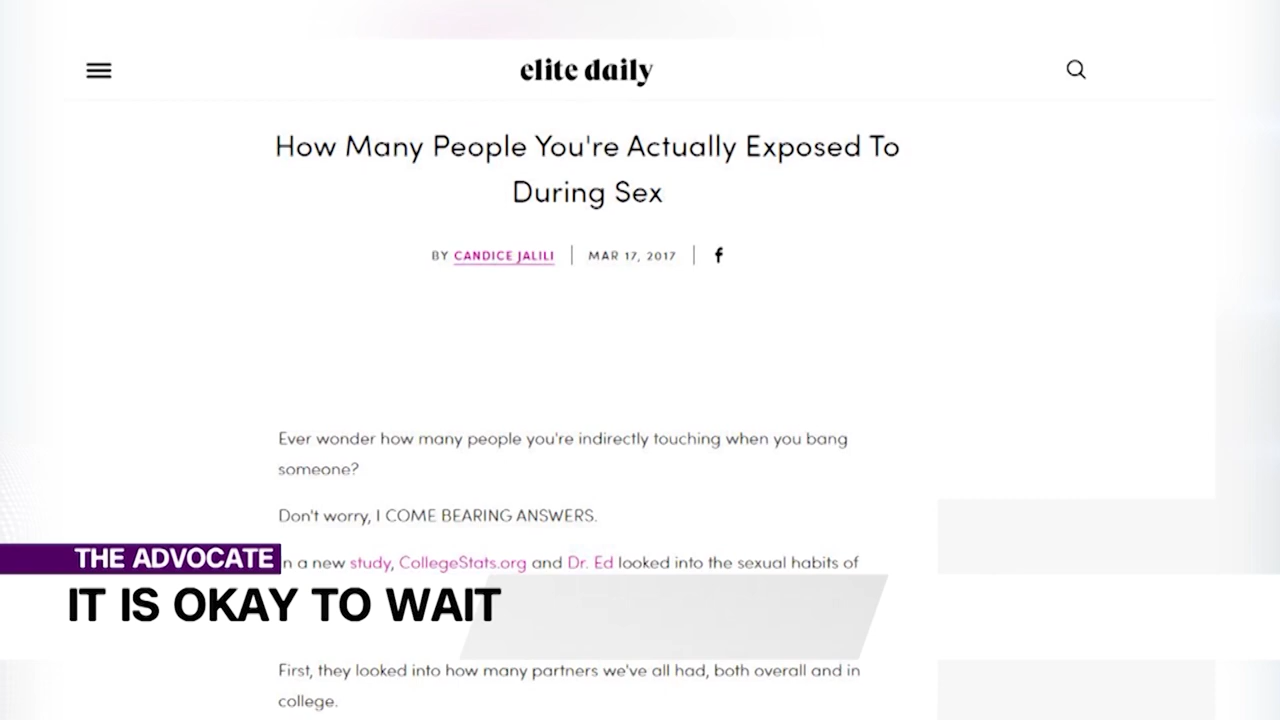 elite daily
How Many People You're Actually Exposed To
During Sex
BY CANDICE JALILI MAR 17, 2017 f
Ever wonder how many people you're indirectly touching when you bang
someone?
Don't worry, I COME BEARING ANSWERS.
n a new study, CollegeStats.org and Dr. Ed looked into the sexual habits of
THE ADVOCATE
IT IS OKAY TO WAIT
First, they looked into how many partners we've all had, both overall and in
college.